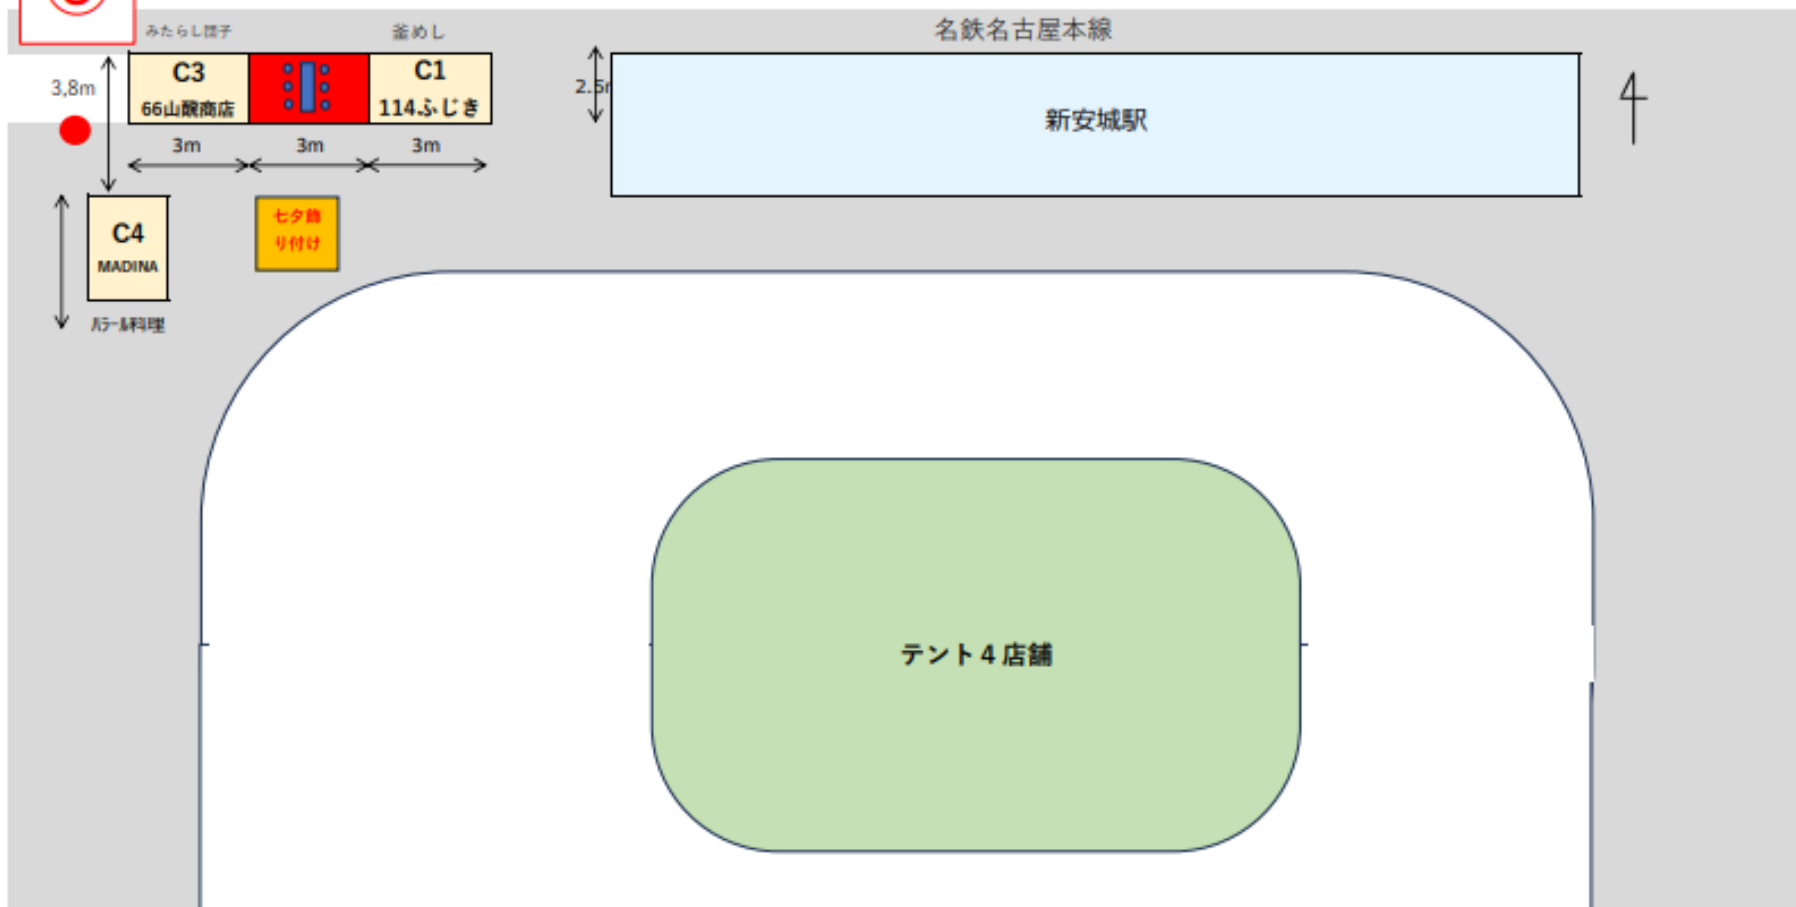 みたらし団子
釜めし
名鉄名古屋本線
3,8m
C3
66山醗商店
C1
114ふじき
2.5m
新安城駅
3m
3m
3m
C4
MADINA
ﾊﾗｰﾙ料理
七夕飾
り付け
テント４店舗